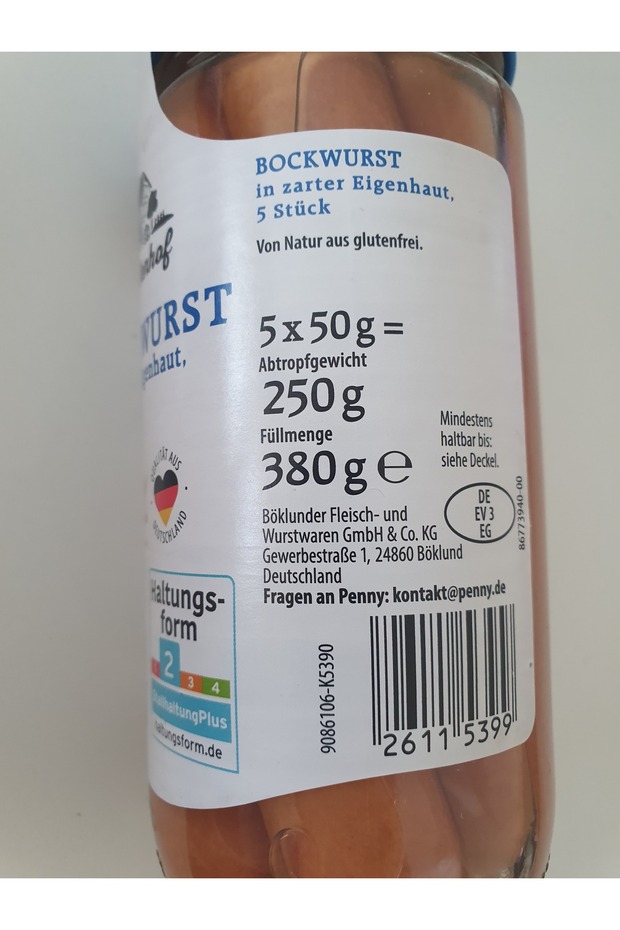 BOCKWURST
in zarter Eigenhaut,
5 Stück
Von Natur aus glutenfrei.
5 x 50 g =
Abtropfgewicht
250 g
Füllmenge
380 g ℮
Mindestens
haltbar bis:
siehe Deckel.
DE
EV 3
EG
86773940-00
Böklunder Fleisch- und
Wurstwaren GmbH & Co. KG
Gewerbestraße 1, 24860 Böklund
Deutschland
Fragen an Penny: kontakt@penny.de
9086106-K5390
2611 5399
WURST
genhaut,
AUS
DEUTSCHLAND
Haltungs-
form
2
3 4
StallhaltungPlus
haltungsform.de